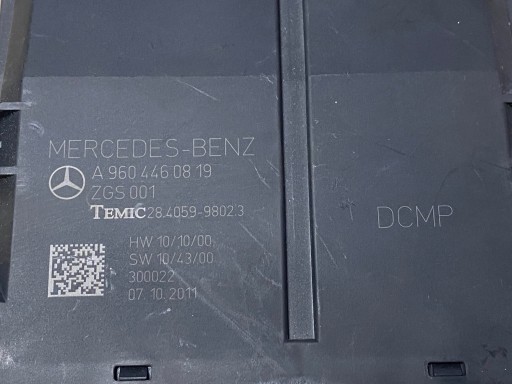 MERCEDES-BENZ
A 960 446 08 19
ZGS 001
TEMIC 28.4059-9802.3
DCMP
HW 10/10/00
SW 10/43/00
300022
07.10.2011